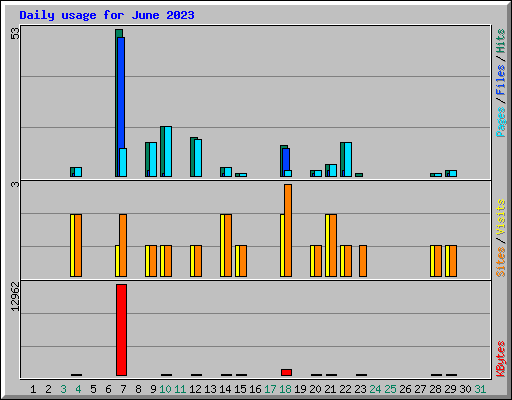 Daily usage for June 2023
53
3
12962
Pages / Files / Hits
Sites / Visits
KBytes
1 2 3 4 5 6 7 8 9 10 11 12 13 14 15 16 17 18 19 20 21 22 23 24 25 26 27 28 29 30 31